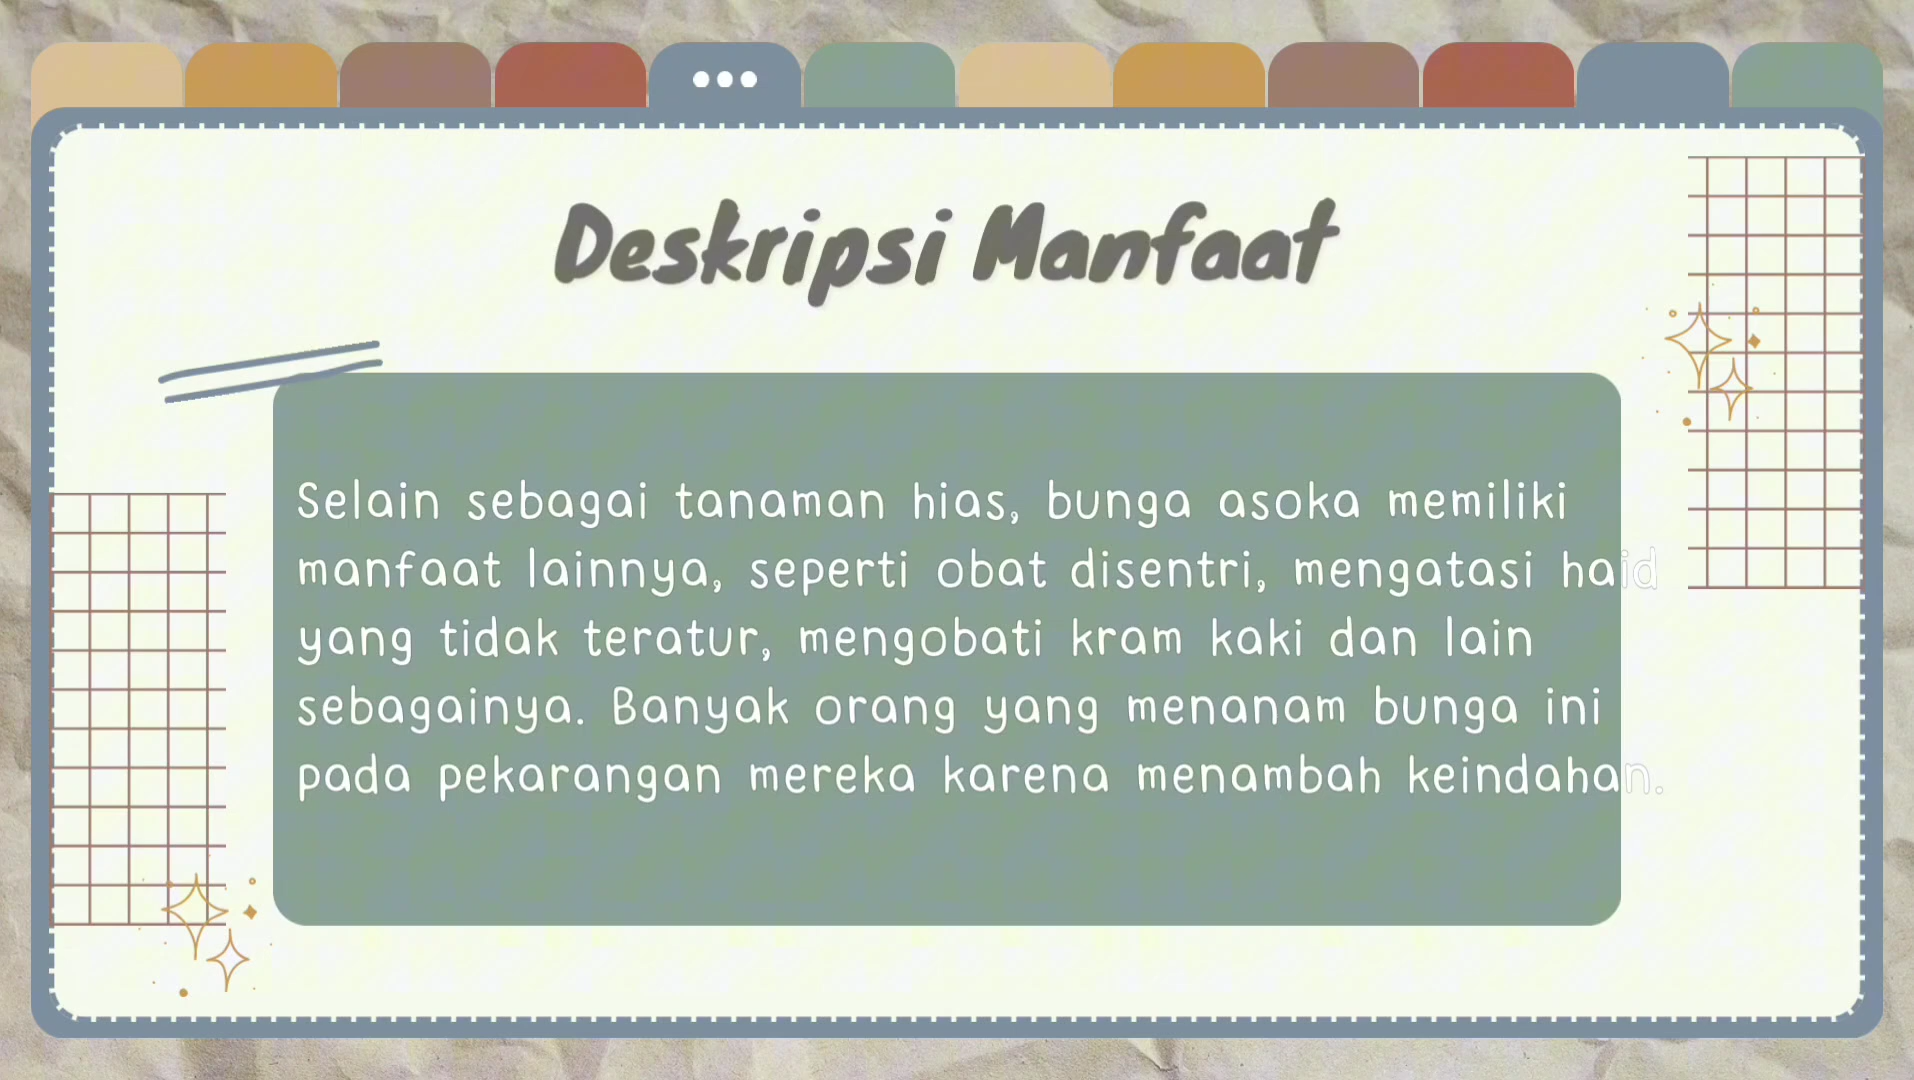 Deskripsi Manfaat
Selain sebagai tanaman hias, bunga asoka memiliki
manfaat lainnya, seperti obat disentri, mengatasi haid
yang tidak teratur, mengobati kram kaki dan lain
sebagainya. Banyak orang yang menanam bunga ini
pada pekarangan mereka karena menambah keindahan.